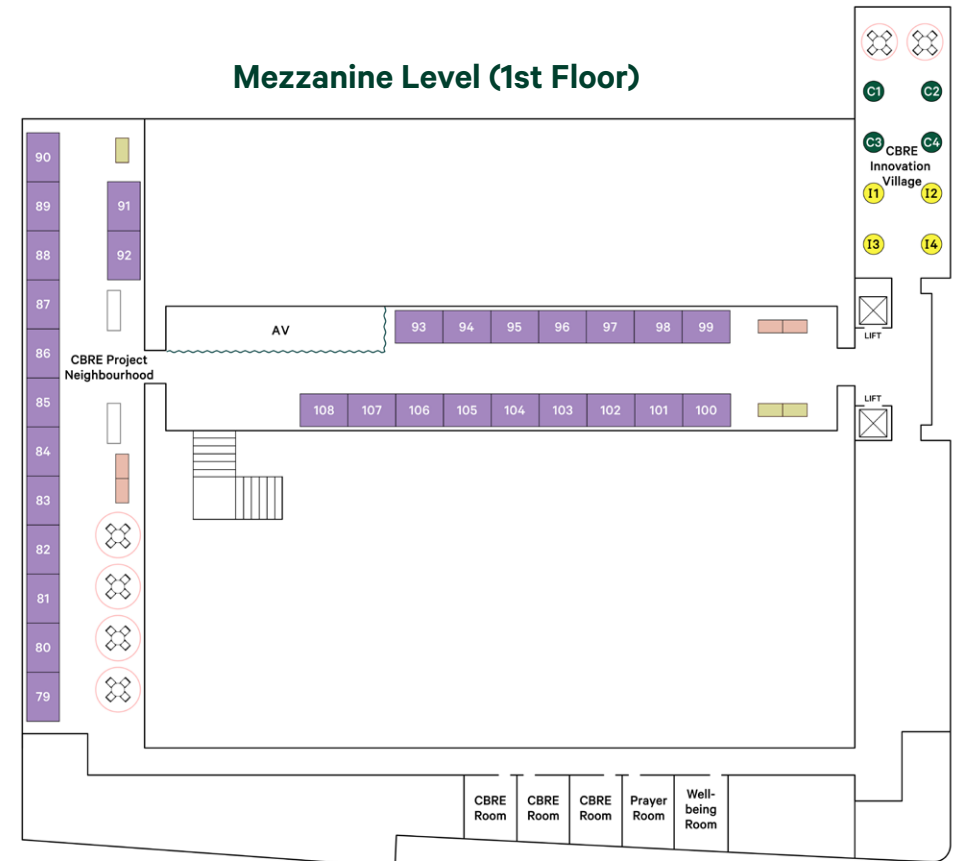 Mezzanine Level (1st Floor)
C1
C2
C3
C4
CBRE
Innovation
Village
I1
I2
I3
I4
LIFT
LIFT
90
89
88
87
86
85
84
83
82
81
80
79
91
92
CBRE Project
Neighbourhood
AV
93
94
95
96
97
98
99
108
107
106
105
104
103
102
101
100
CBRE
Room
CBRE
Room
CBRE
Room
Prayer
Room
Well-
being
Room